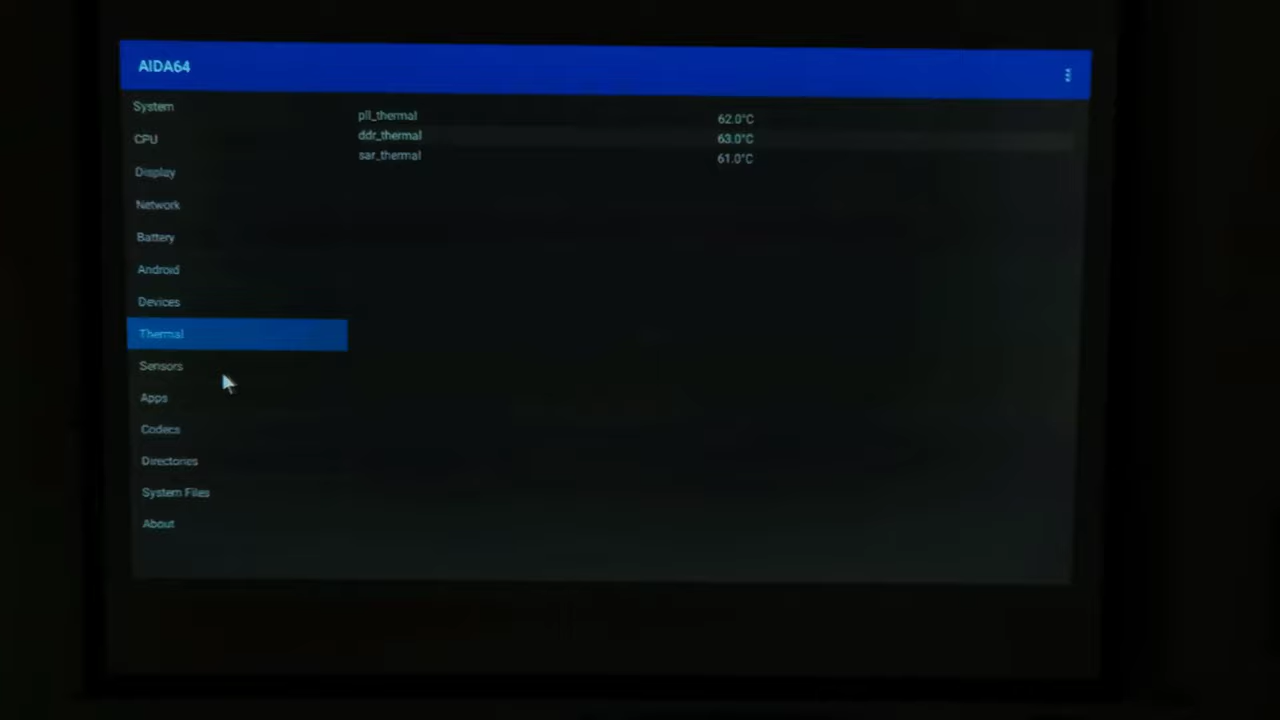 AIDA64
System
CPU
Display
Network
Battery
Android
Devices
Thermal
Sensors
Apps
Codecs
Directories
System Files
About
pll_thermal 62.0°C
ddr_thermal 63.0°C
sar_thermal 61.0°C